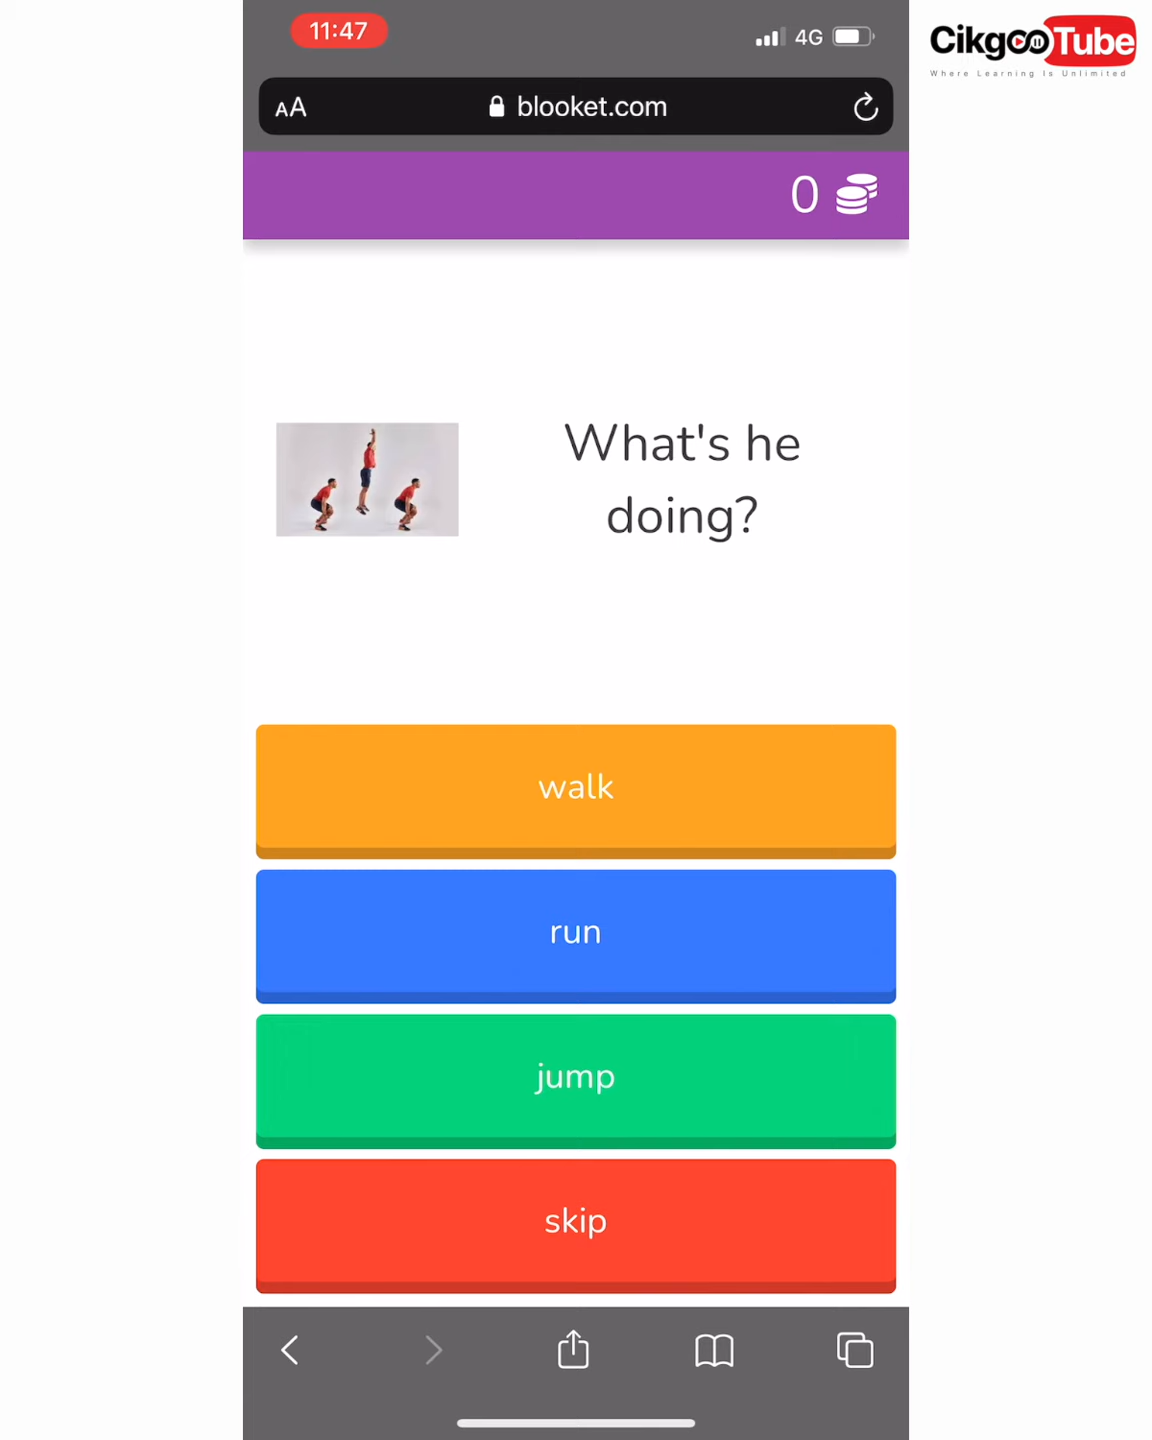 11:47
4G
CikgooTube
Where Learning Is Unlimited
AA
blooket.com
0
What's he
doing?
walk
run
jump
skip